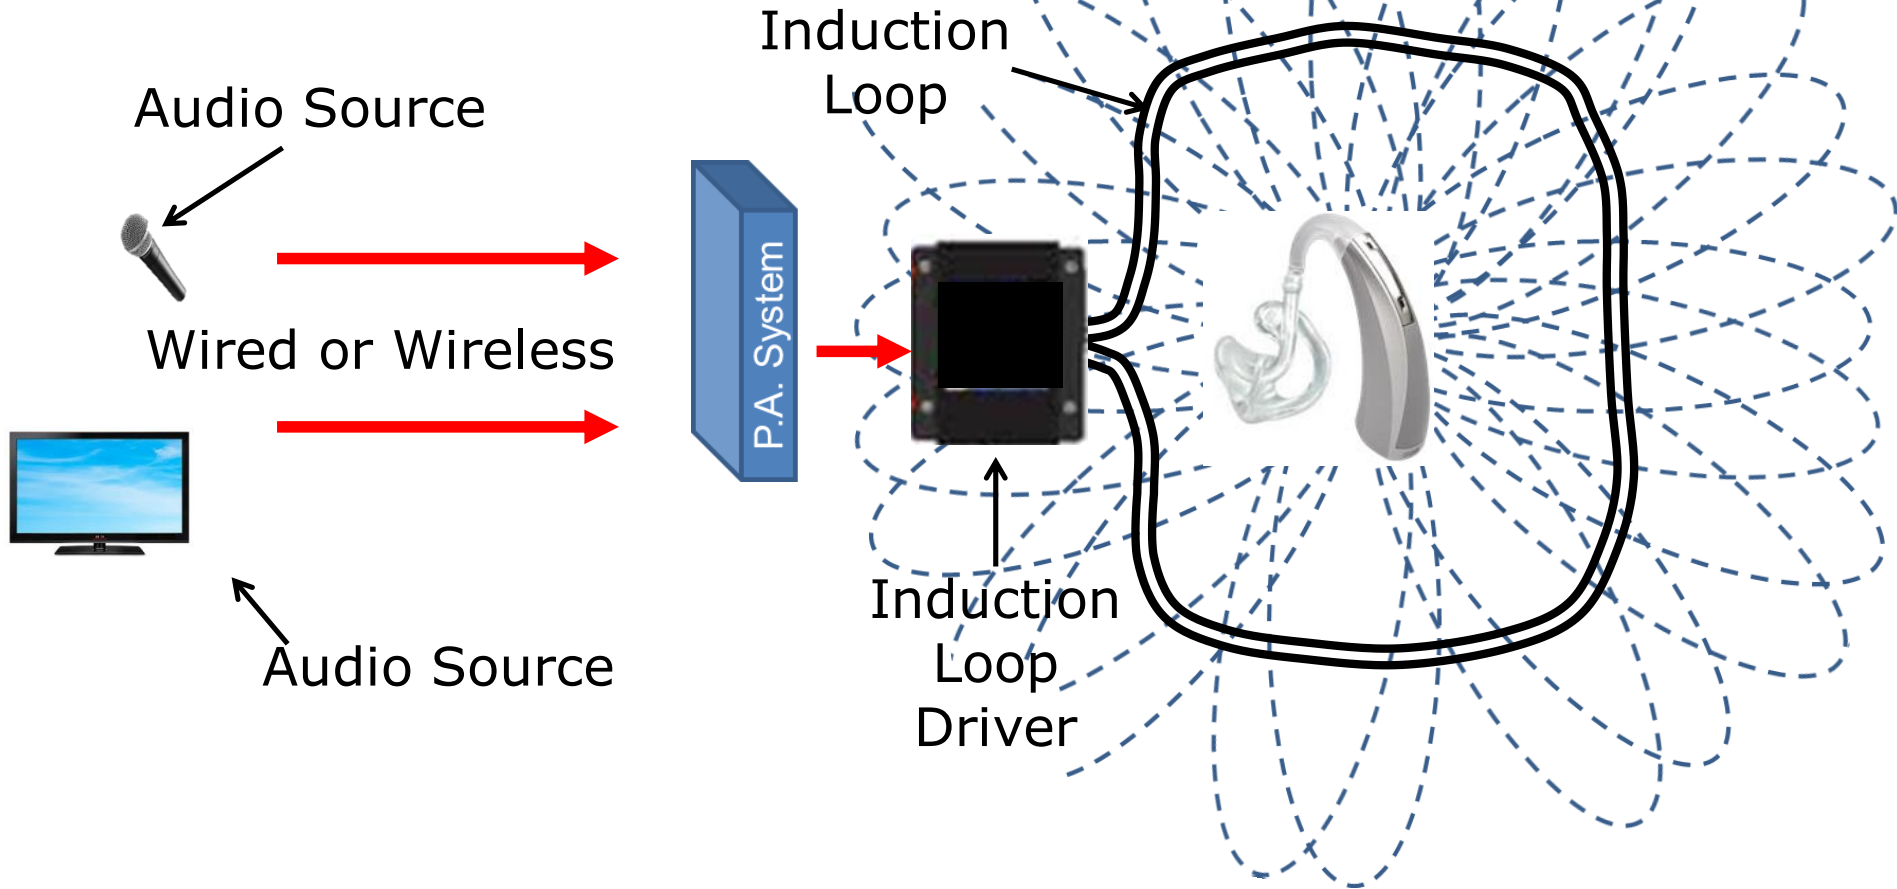 Induction
Loop
Audio Source
P.A. System
Wired or Wireless
Induction
Loop
Driver
Audio Source